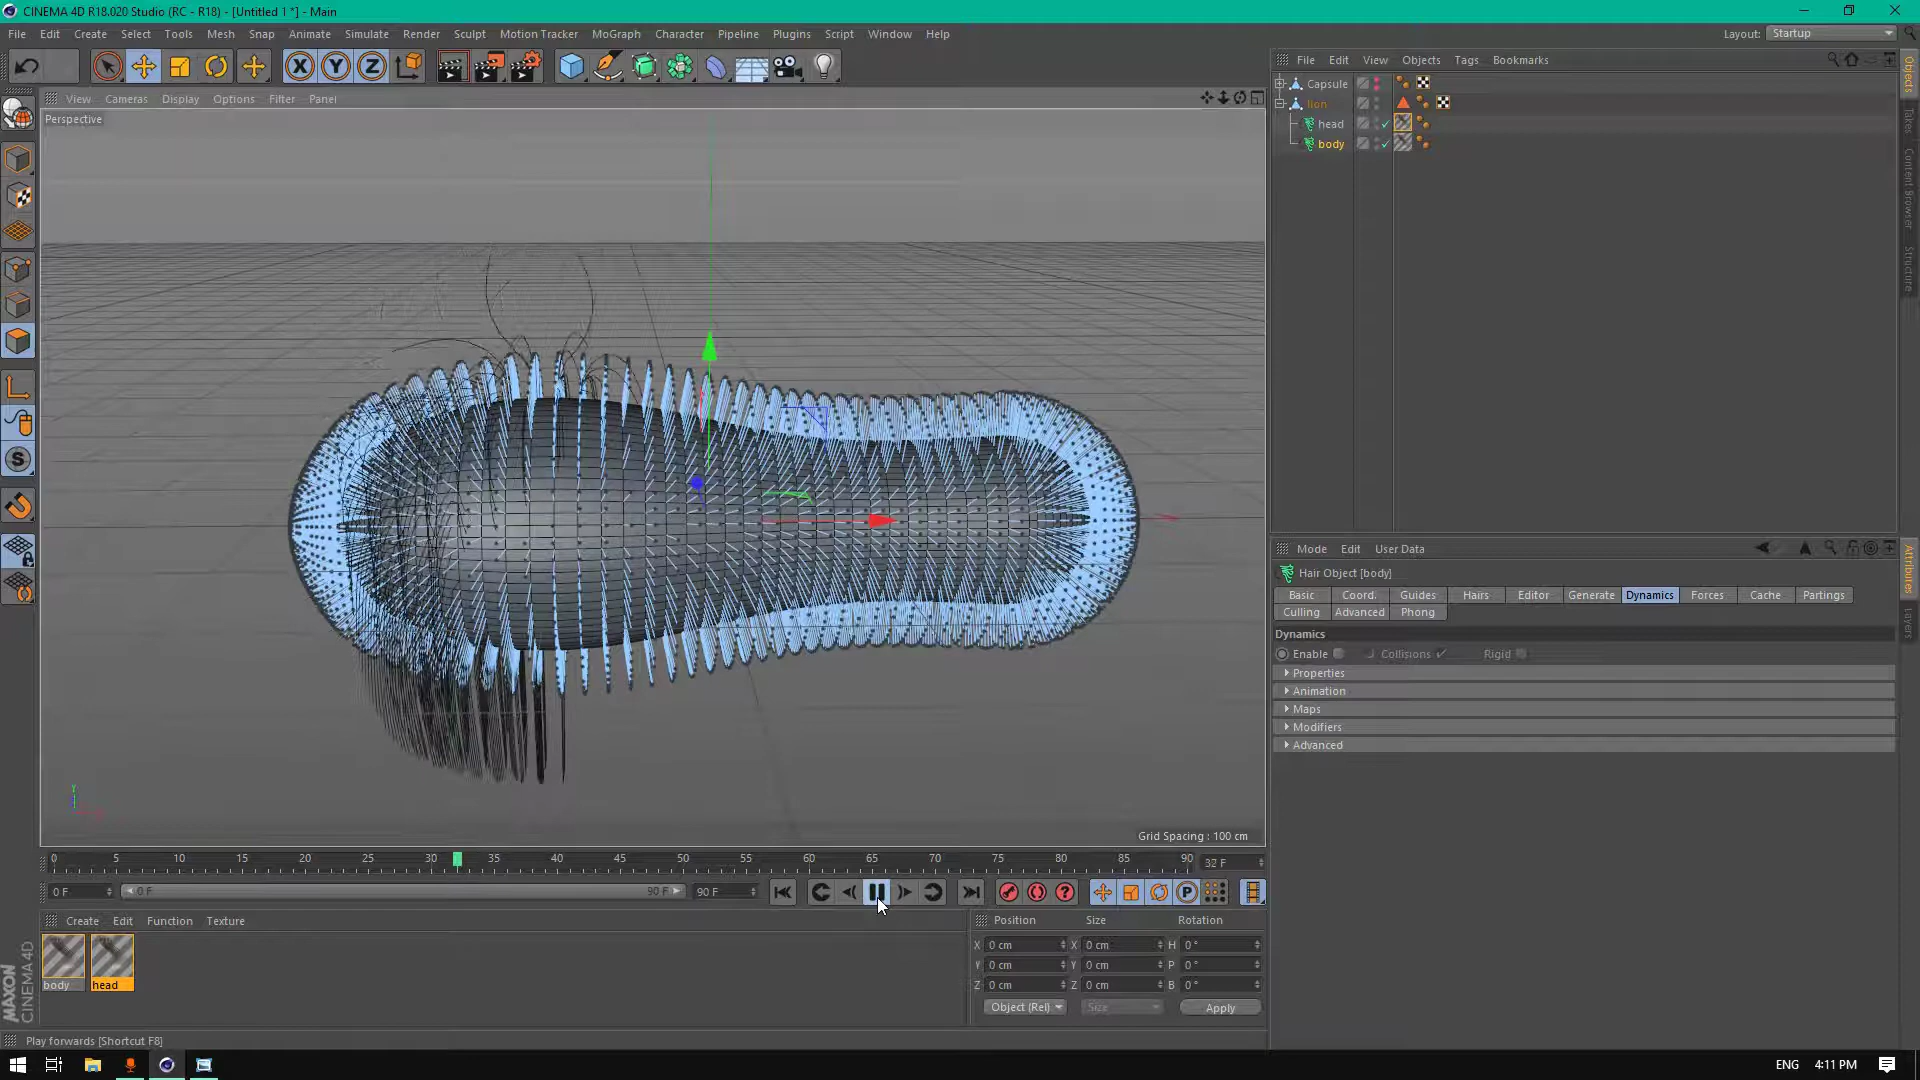 CINEMA 4D R18.020 Studio (RC - R18) - [Untitled 1 *] - Main
File Edit Create Select Tools Mesh Snap Animate Simulate Render Sculpt Motion Tracker MoGraph Character Pipeline Plugins Script Window Help
Layout: Startup
File Edit View Objects Tags Bookmarks
Capsule
lion
head
body
View Cameras Display Options Filter Panel
Perspective
Grid Spacing : 100 cm
Objects
Takes
Content Browser
Structure
Mode Edit User Data
Hair Object [body]
Basic Coord. Guides Hairs Editor Generate Dynamics Forces Cache Partings
Culling Advanced Phong
Dynamics
Enable Collisions Rigid
Properties
Animation
Maps
Modifiers
Advanced
Attributes
Layers
0 5 10 15 20 25 30 35 40 45 50 55 60 65 70 75 80 85 90
32 F
0 F 0 F 90 F 90 F
Create Edit Function Texture
body head
Position Size Rotation
X 0 cm X 0 cm H 0 °
Y 0 cm Y 0 cm P 0 °
Z 0 cm Z 0 cm B 0 °
Object (Rel) Size Apply
MAXON
CINEMA 4D
Play forwards [Shortcut F8]
ENG 4:11 PM